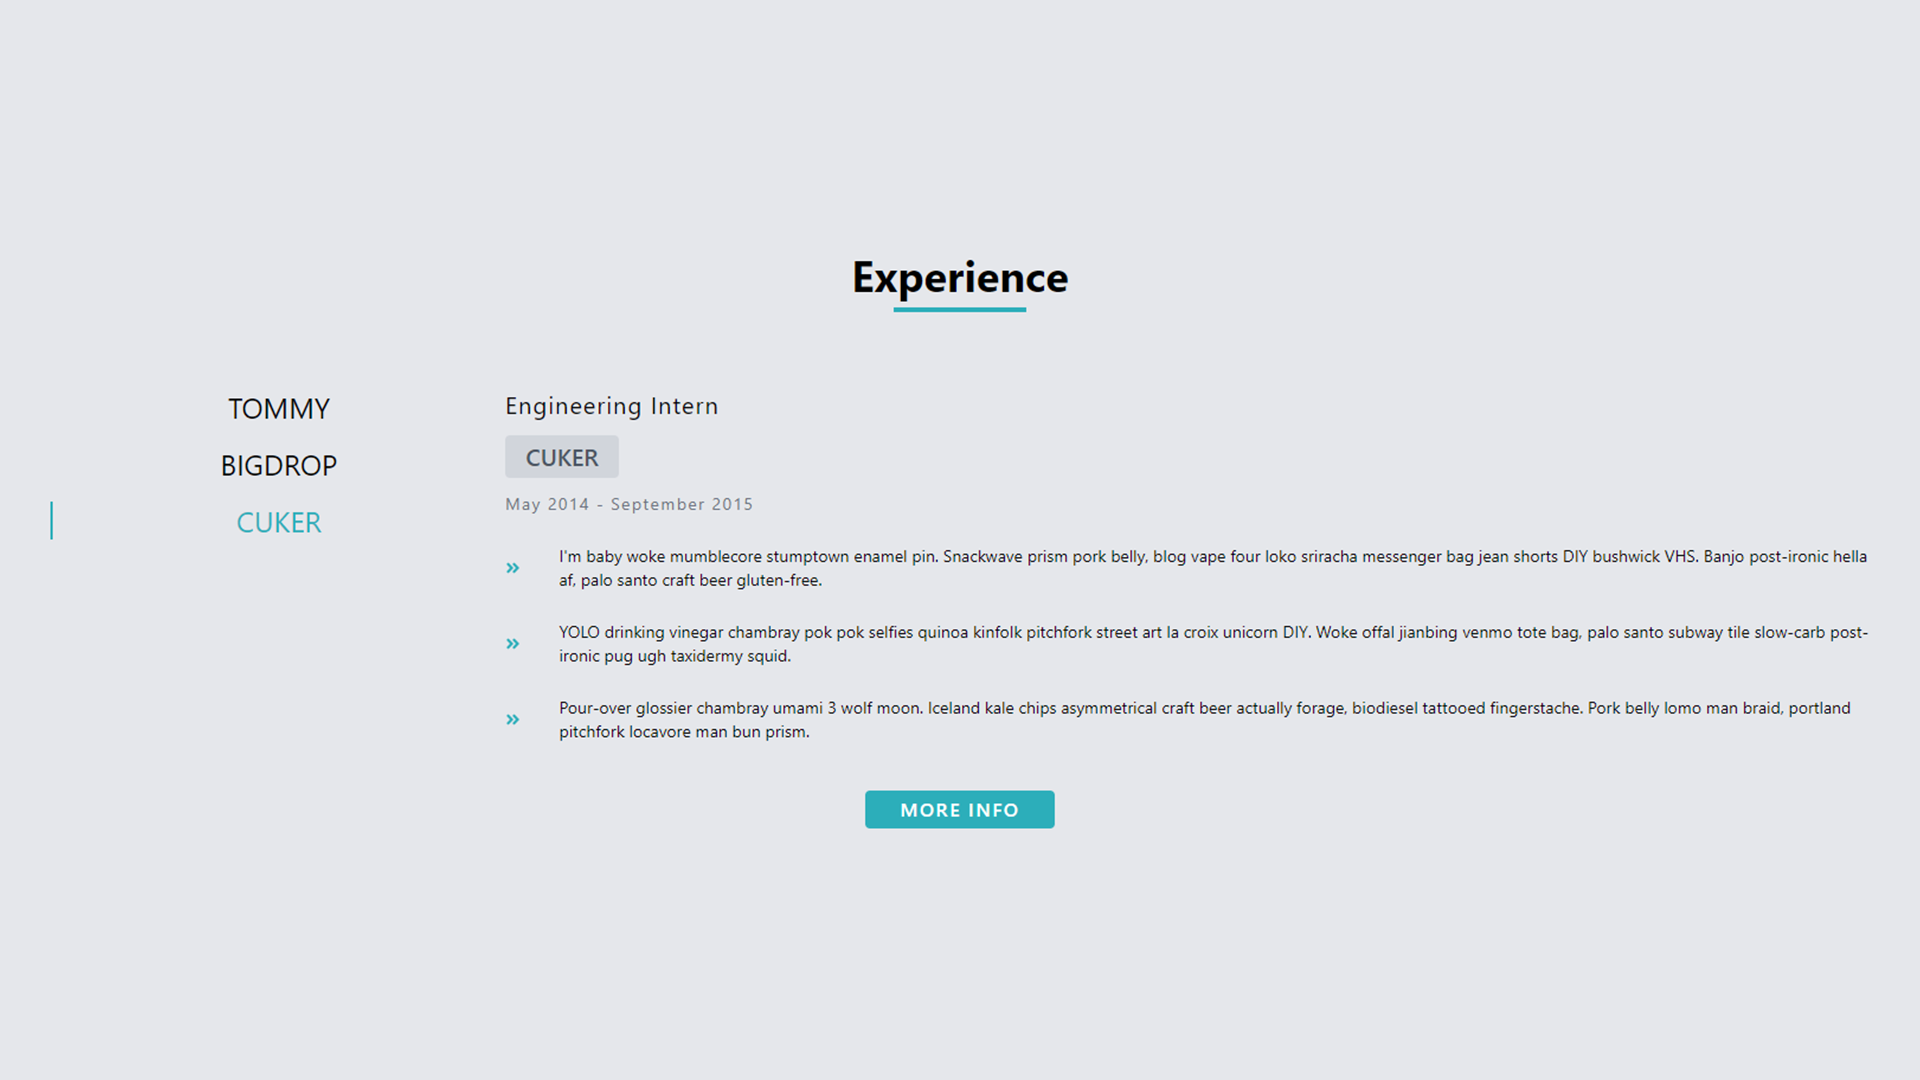 Experience
TOMMY
BIGDROP
CUKER
Engineering Intern
CUKER
May 2014 - September 2015
I'm baby woke mumblecore stumptown enamel pin. Snackwave prism pork belly, blog vape four loko sriracha messenger bag jean shorts DIY bushwick VHS. Banjo post-ironic hella
af, palo santo craft beer gluten-free.
YOLO drinking vinegar chambray pok pok selfies quinoa kinfolk pitchfork street art la croix unicorn DIY. Woke offal jianbing venmo tote bag, palo santo subway tile slow-carb post-
ironic pug ugh taxidermy squid.
Pour-over glossier chambray umami 3 wolf moon. Iceland kale chips asymmetrical craft beer actually forage, biodiesel tattooed fingerstache. Pork belly lomo man braid, portland
pitchfork locavore man bun prism.
MORE INFO